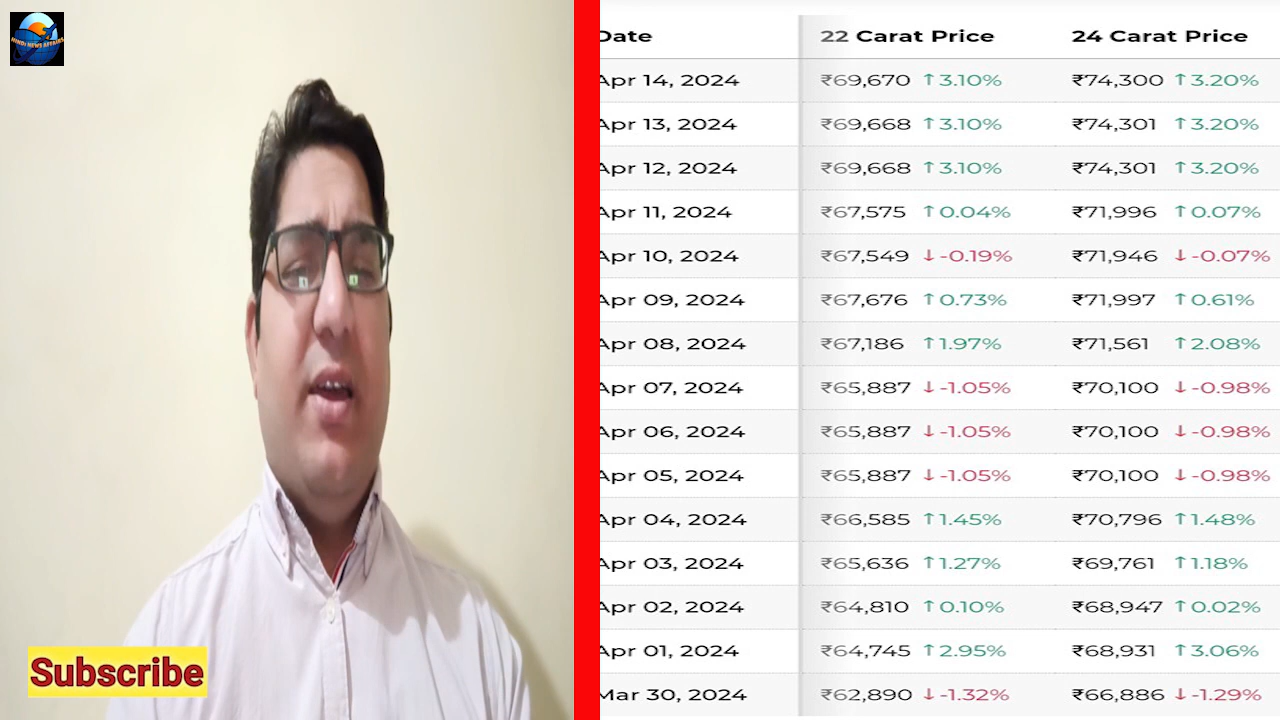 HINDI NEWS AFFAIRS
Subscribe
Date 22 Carat Price 24 Carat Price
Apr 14, 2024 ₹69,670 ↑3.10% ₹74,300 ↑3.20%
Apr 13, 2024 ₹69,668 ↑3.10% ₹74,301 ↑3.20%
Apr 12, 2024 ₹69,668 ↑3.10% ₹74,301 ↑3.20%
Apr 11, 2024 ₹67,575 ↑0.04% ₹71,996 ↑0.07%
Apr 10, 2024 ₹67,549 ↓-0.19% ₹71,946 ↓-0.07%
Apr 09, 2024 ₹67,676 ↑0.73% ₹71,997 ↑0.61%
Apr 08, 2024 ₹67,186 ↑1.97% ₹71,561 ↑2.08%
Apr 07, 2024 ₹65,887 ↓-1.05% ₹70,100 ↓-0.98%
Apr 06, 2024 ₹65,887 ↓-1.05% ₹70,100 ↓-0.98%
Apr 05, 2024 ₹65,887 ↓-1.05% ₹70,100 ↓-0.98%
Apr 04, 2024 ₹66,585 ↑1.45% ₹70,796 ↑1.48%
Apr 03, 2024 ₹65,636 ↑1.27% ₹69,761 ↑1.18%
Apr 02, 2024 ₹64,810 ↑0.10% ₹68,947 ↑0.02%
Apr 01, 2024 ₹64,745 ↑2.95% ₹68,931 ↑3.06%
Mar 30, 2024 ₹62,890 ↓-1.32% ₹66,886 ↓-1.29%